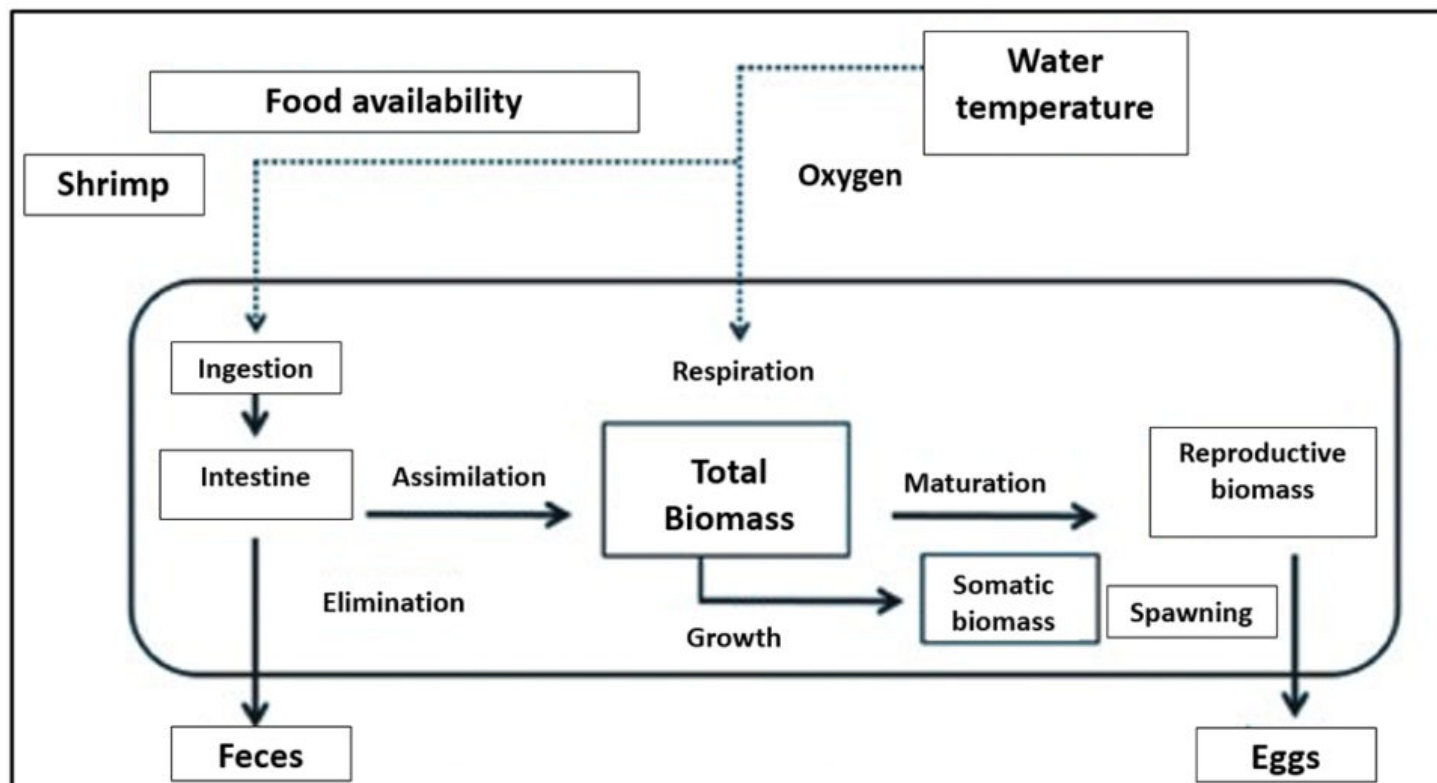 Water
temperature
Food availability
Shrimp
Oxygen
Ingestion
Respiration
Intestine
Assimilation
Total
Biomass
Maturation
Reproductive
biomass
Elimination
Growth
Somatic
biomass
Spawning
Feces
Eggs